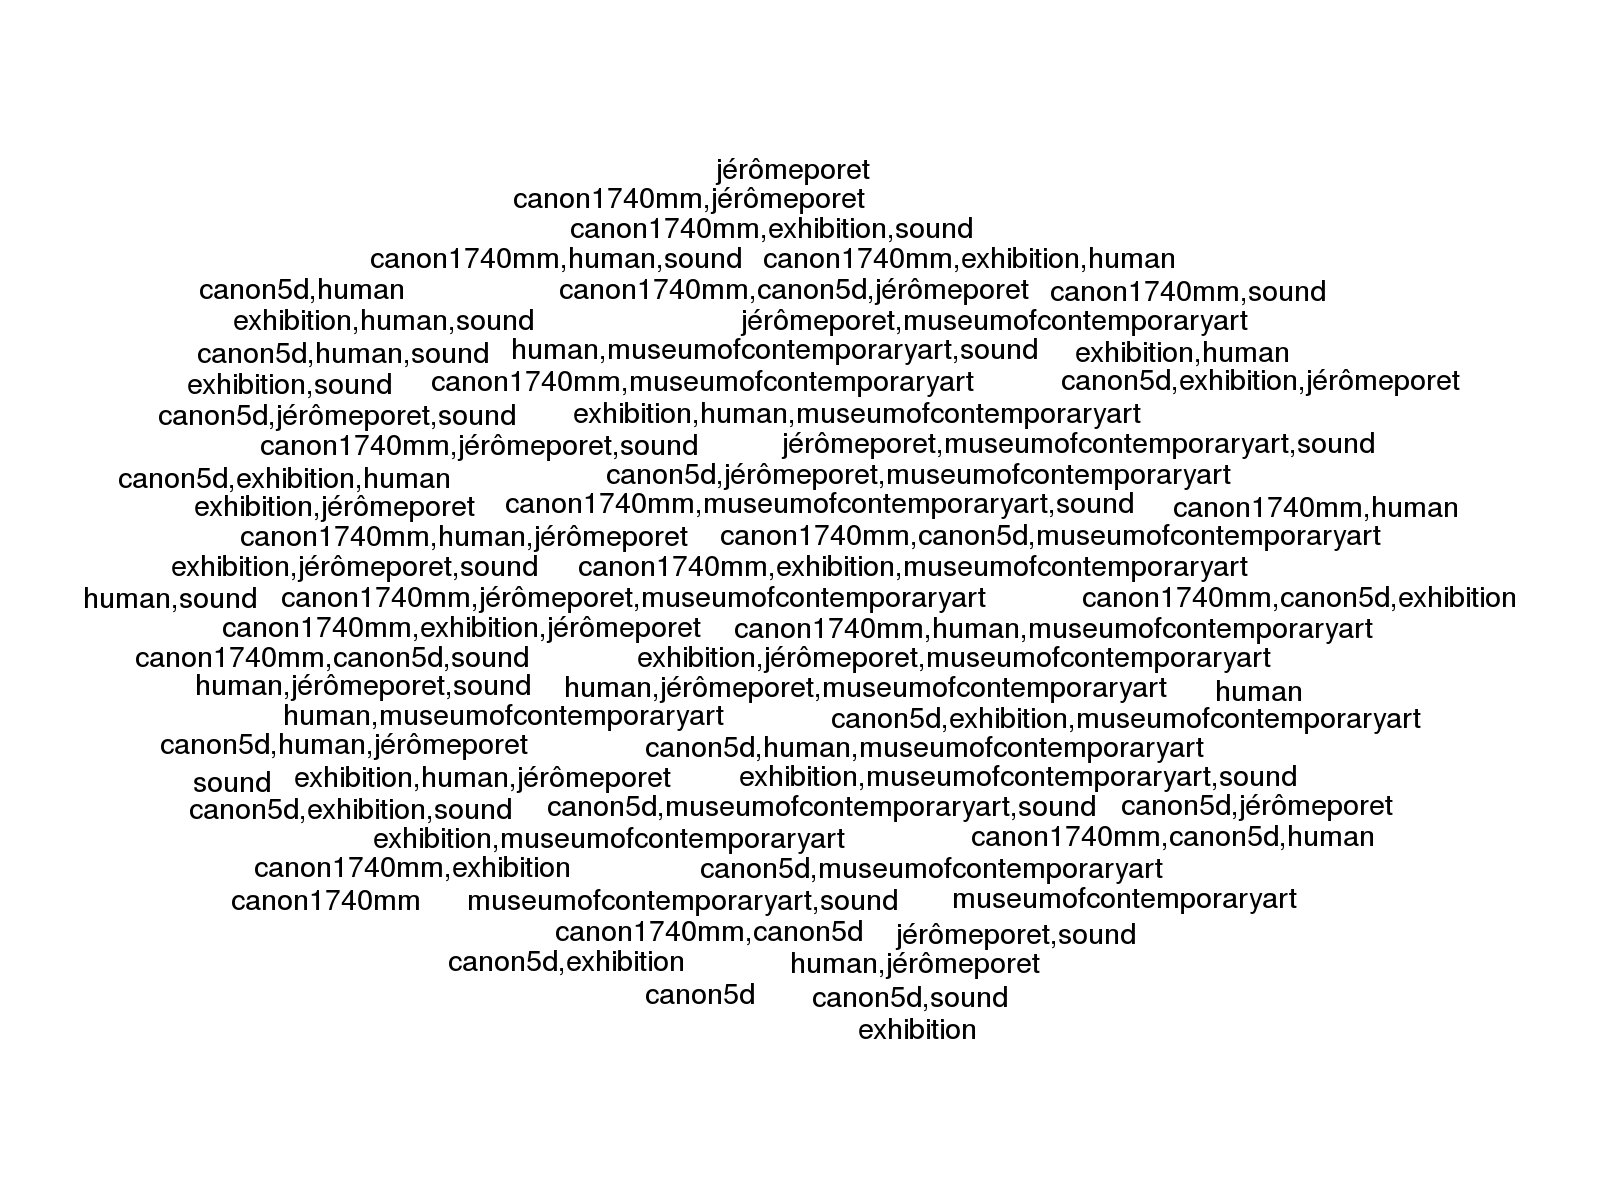 jérômeporet
canon1740mm,jérômeporet
canon1740mm,exhibition,sound
canon1740mm,human,sound canon1740mm,exhibition,human
canon5d,human canon1740mm,canon5d,jérômeporet canon1740mm,sound
exhibition,human,sound jérômeporet,museumofcontemporaryart
canon5d,human,sound human,museumofcontemporaryart,sound exhibition,human
exhibition,sound canon1740mm,museumofcontemporaryart canon5d,exhibition,jérômeporet
canon5d,jérômeporet,sound exhibition,human,museumofcontemporaryart
canon1740mm,jérômeporet,sound jérômeporet,museumofcontemporaryart,sound
canon5d,exhibition,human canon5d,jérômeporet,museumofcontemporaryart
exhibition,jérômeporet canon1740mm,museumofcontemporaryart,sound canon1740mm,human
canon1740mm,human,jérômeporet canon1740mm,canon5d,museumofcontemporaryart
exhibition,jérômeporet,sound canon1740mm,exhibition,museumofcontemporaryart
human,sound canon1740mm,jérômeporet,museumofcontemporaryart canon1740mm,canon5d,exhibition
canon1740mm,exhibition,jérômeporet canon1740mm,human,museumofcontemporaryart
canon1740mm,canon5d,sound exhibition,jérômeporet,museumofcontemporaryart
human,jérômeporet,sound human,jérômeporet,museumofcontemporaryart human
human,museumofcontemporaryart canon5d,exhibition,museumofcontemporaryart
canon5d,human,jérômeporet canon5d,human,museumofcontemporaryart
sound exhibition,human,jérômeporet exhibition,museumofcontemporaryart,sound
canon5d,exhibition,sound canon5d,museumofcontemporaryart,sound canon5d,jérômeporet
exhibition,museumofcontemporaryart canon1740mm,canon5d,human
canon1740mm,exhibition canon5d,museumofcontemporaryart
canon1740mm museumofcontemporaryart,sound museumofcontemporaryart
canon1740mm,canon5d jérômeporet,sound
canon5d,exhibition human,jérômeporet
canon5d canon5d,sound
exhibition